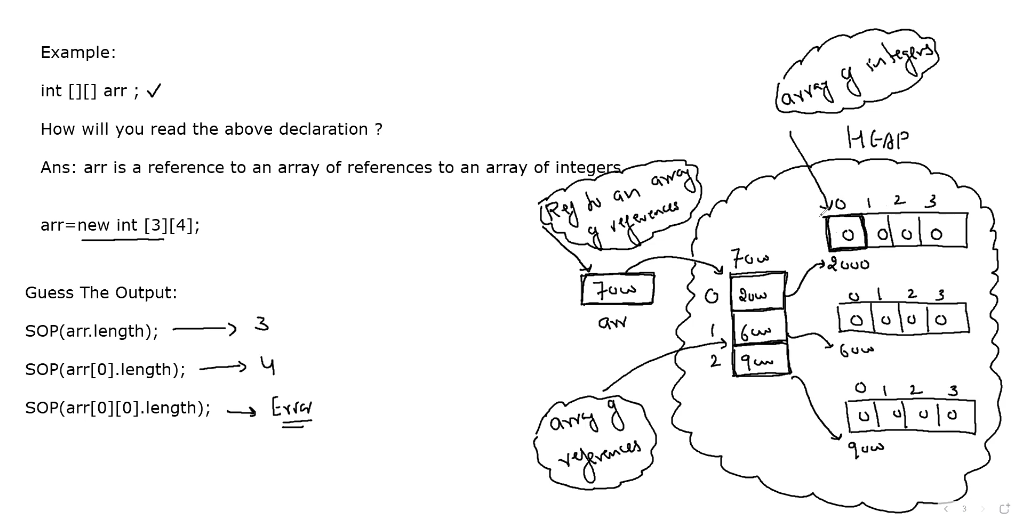 Example:
int [][] arr ; ✓
How will you read the above declaration ?
Ans: arr is a reference to an array of references to an array of integers
arr=new int [3][4];
Guess The Output:
SOP(arr.length); → 3
SOP(arr[0].length); → 4
SOP(arr[0][0].length); → Error
array of integers
HEAP
Ref to an array
of references
7000
arr
array of
references
7000
0 2000
1 6000
2 9000
0 1 2 3
0 0 0 0
2000
0 1 2 3
0 0 0 0
6000
0 1 2 3
0 0 0 0
9000
3